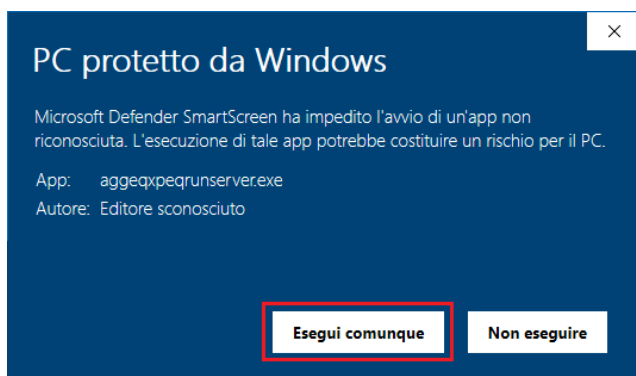 PC protetto da Windows
Microsoft Defender SmartScreen ha impedito l'avvio di un'app non
riconosciuta. L'esecuzione di tale app potrebbe costituire un rischio per il PC.
App: aggeqxpeqrunserver.exe
Autore: Editore sconosciuto
Esegui comunque Non eseguire